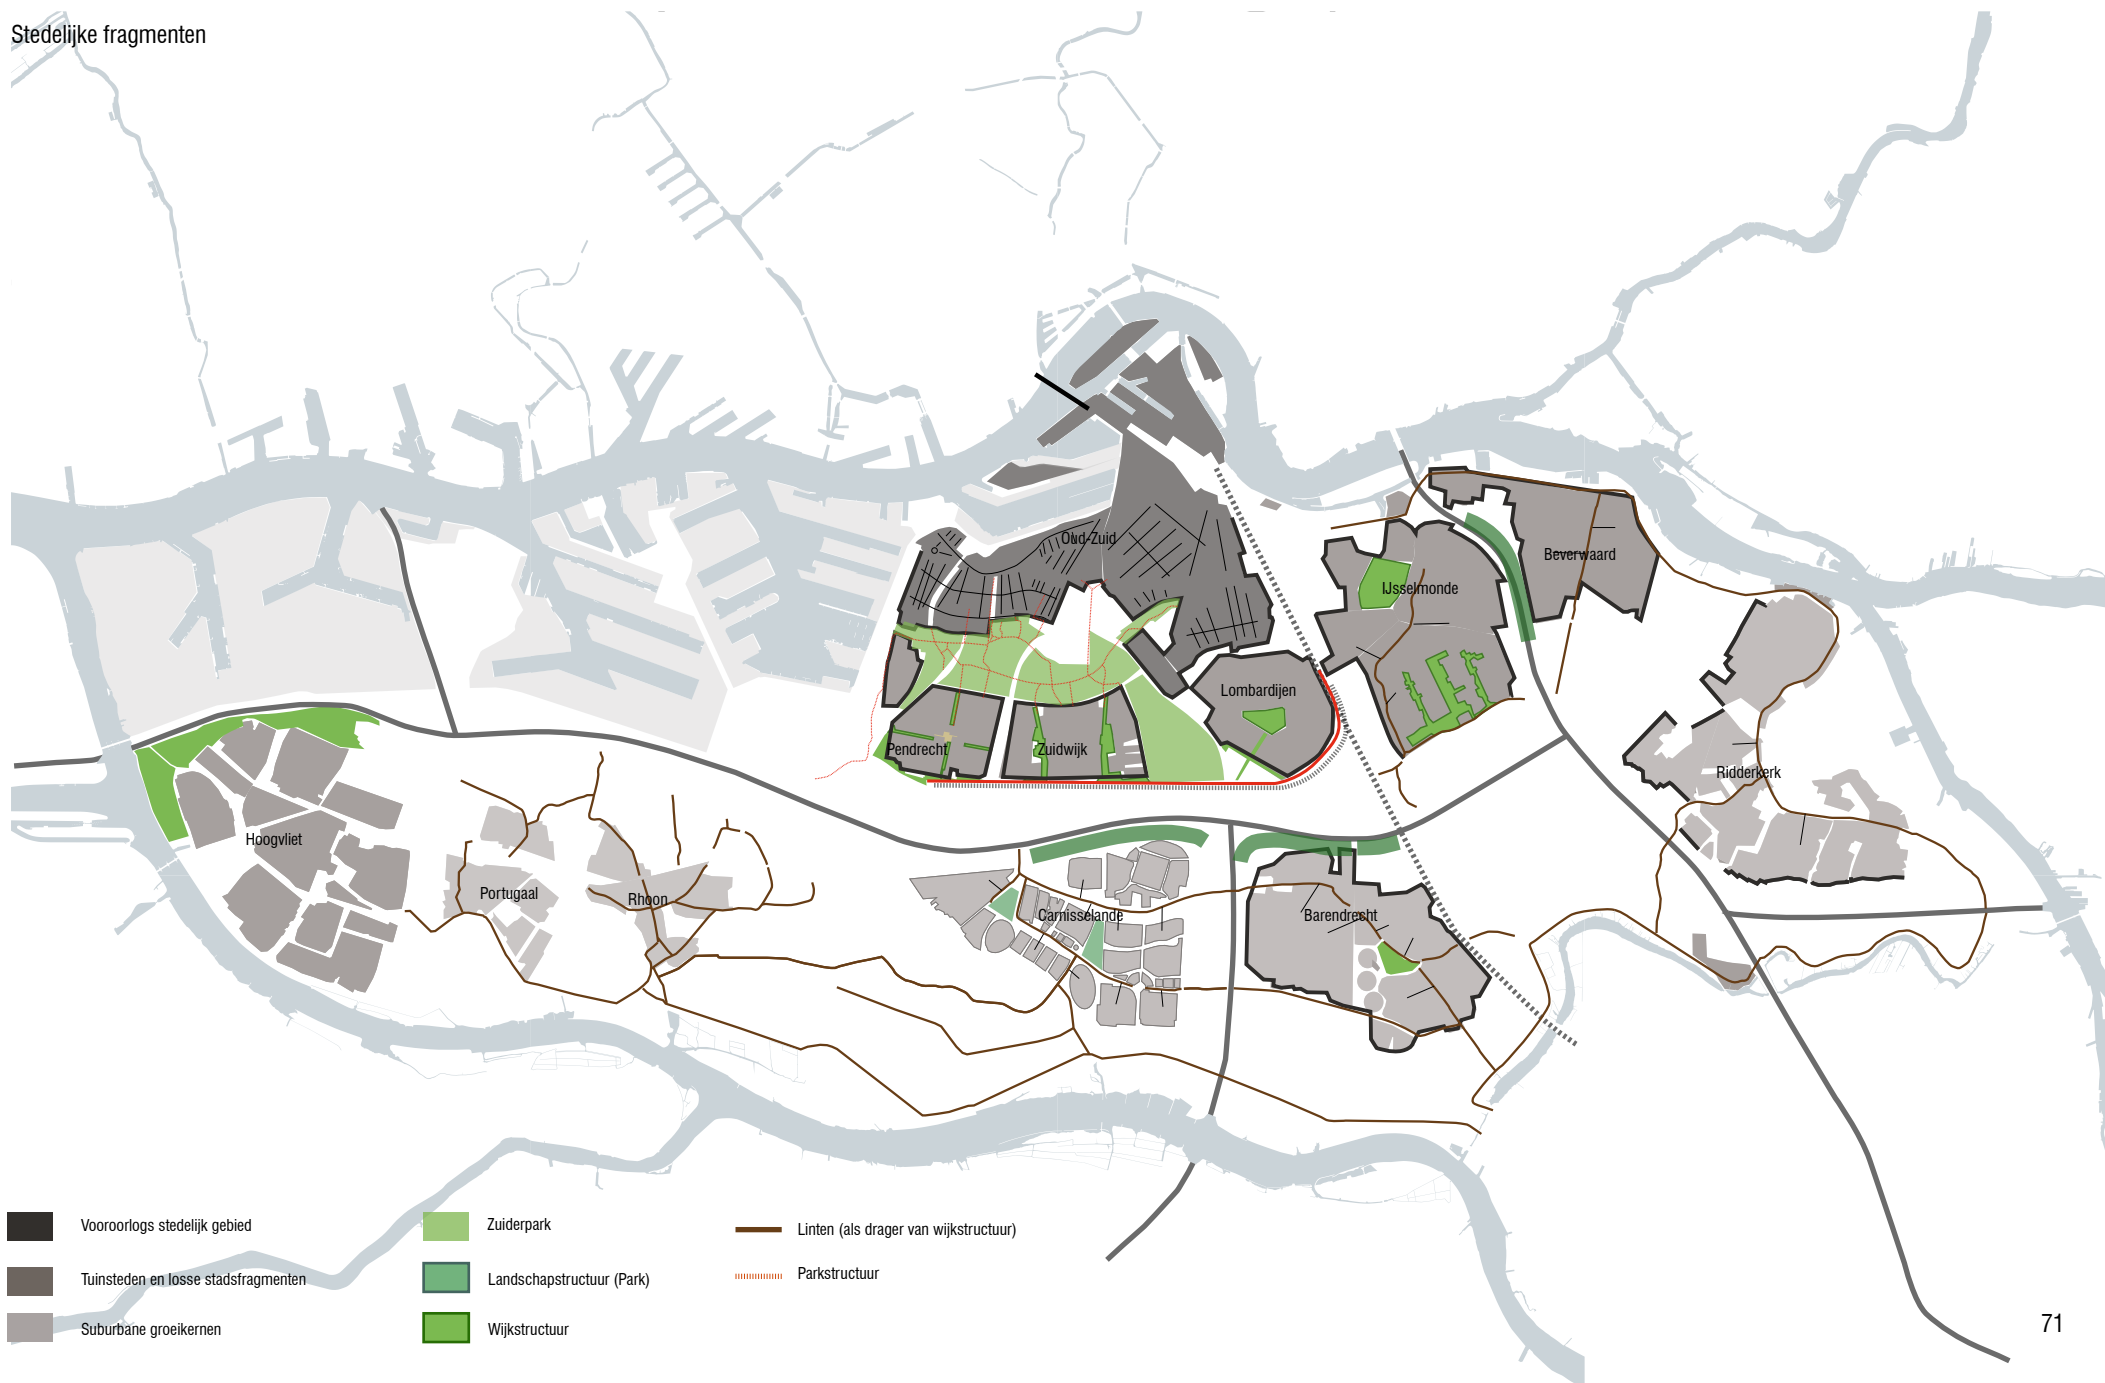 Stedelijke fragmenten
Oud-Zuid
Beverwaard
IJsselmonde
Lombardijen
Pendrecht
Zuidwijk
Ridderkerk
Hoogvliet
Portugaal
Rhoon
Carnisselande
Barendrecht
Vooroorlogs stedelijk gebied
Tuinsteden en losse stadsfragmenten
Suburbane groeikernen
Zuiderpark
Landschapstructuur (Park)
Wijkstructuur
Linten (als drager van wijkstructuur)
Parkstructuur
71